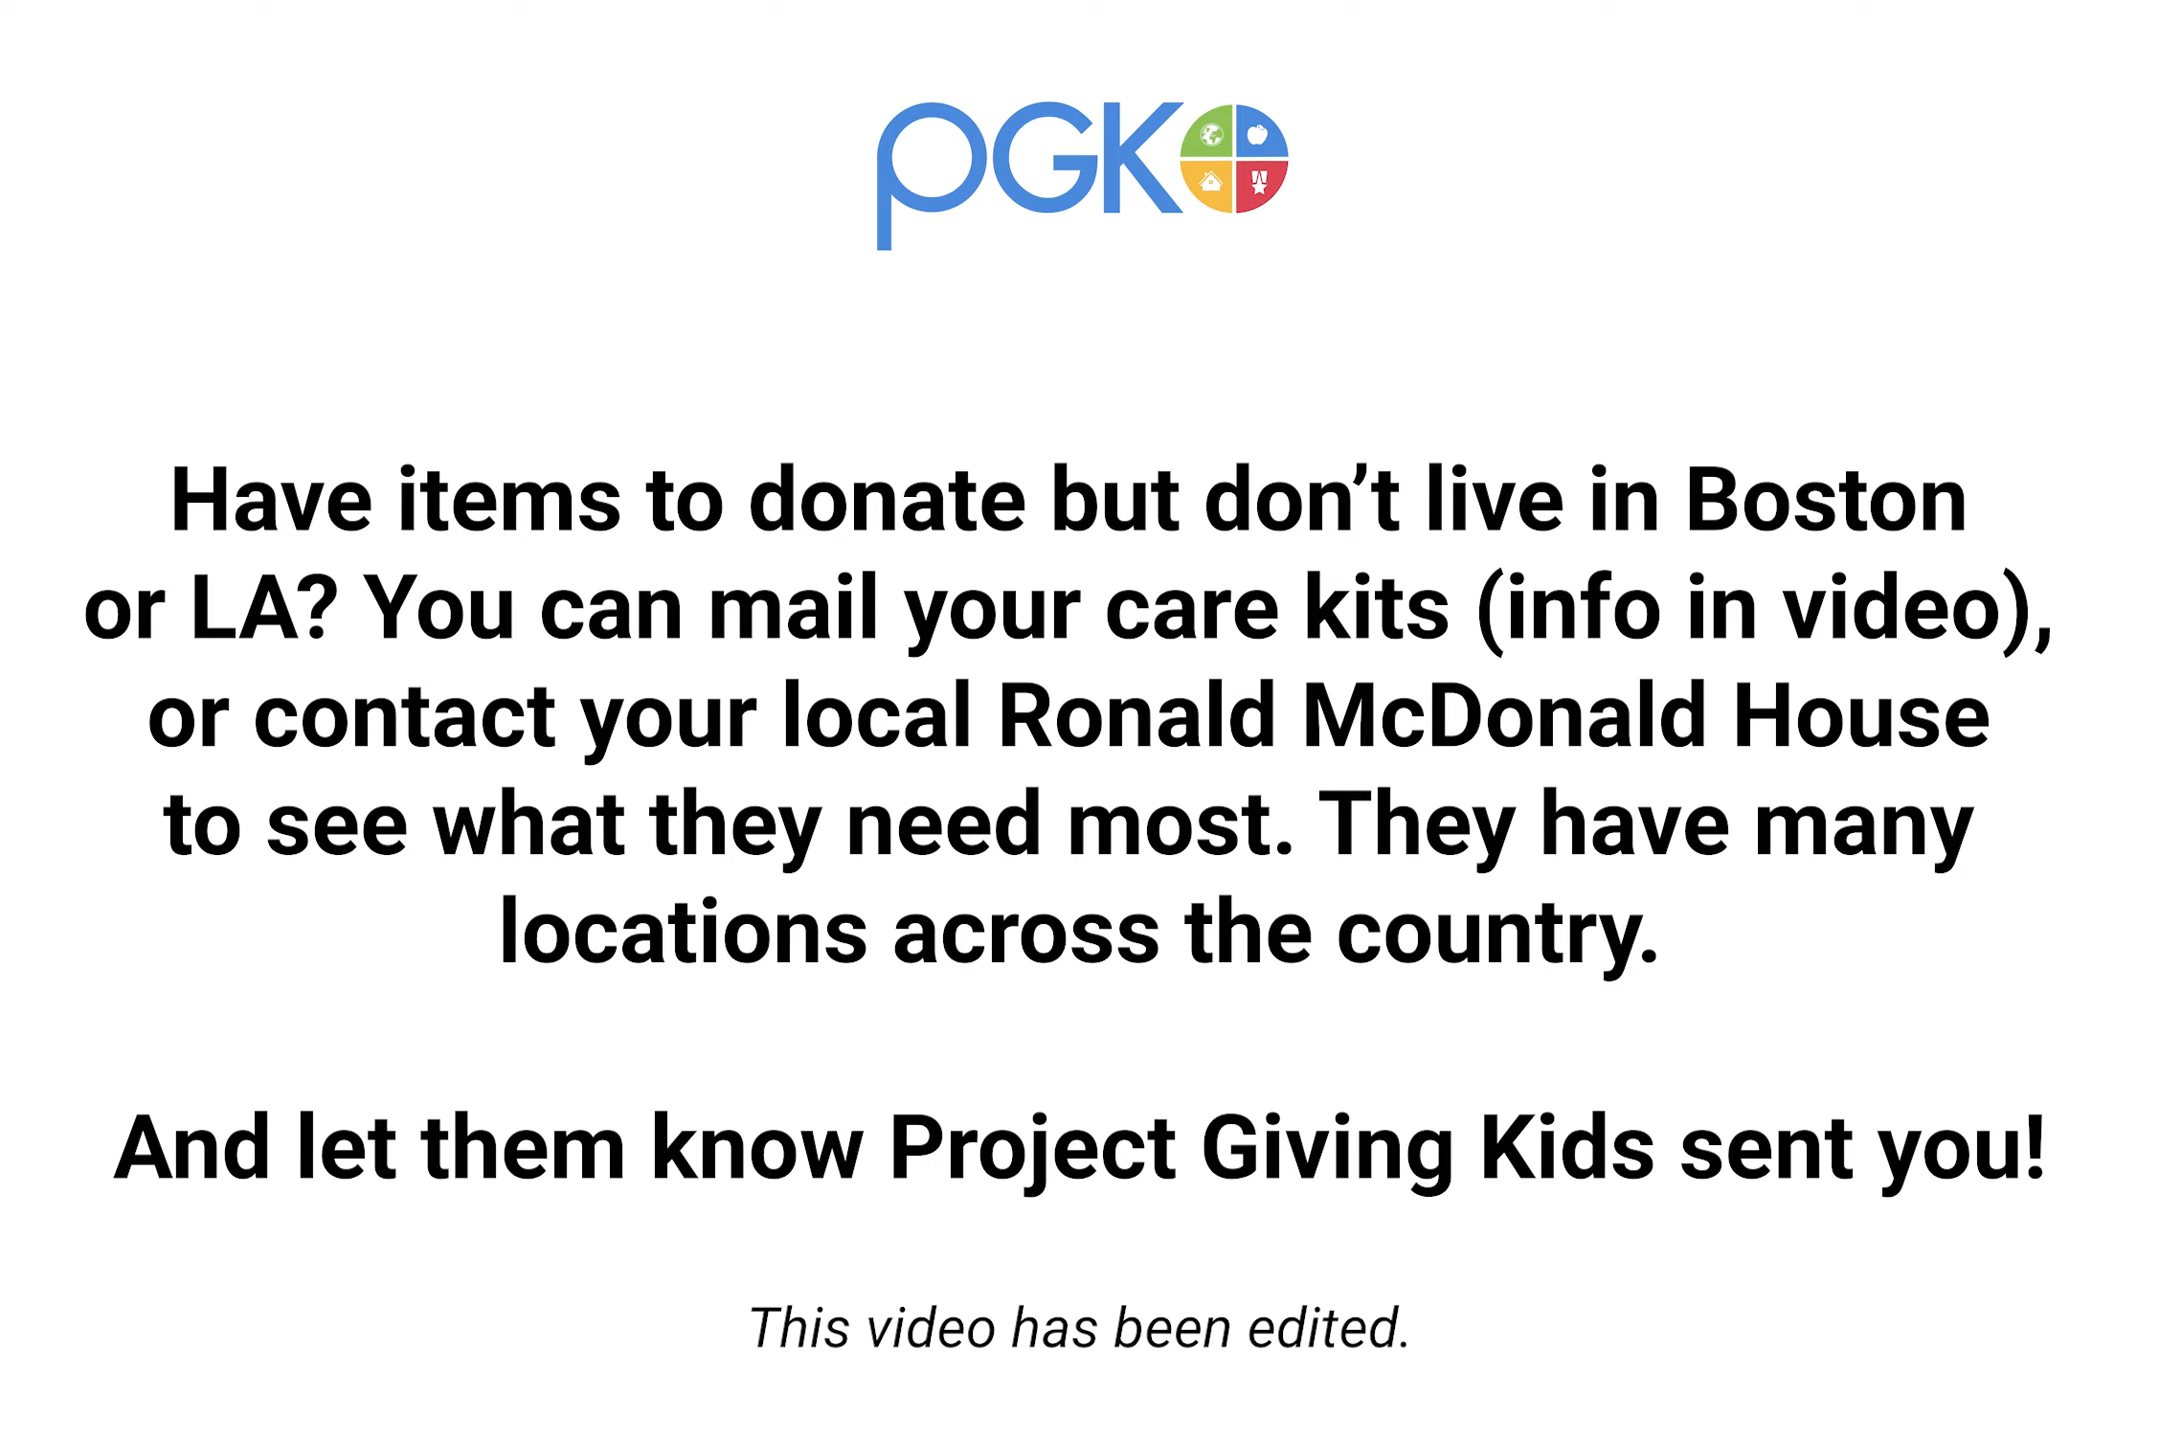 PGK
Have items to donate but don’t live in Boston
or LA? You can mail your care kits (info in video),
or contact your local Ronald McDonald House
to see what they need most. They have many
locations across the country.
And let them know Project Giving Kids sent you!
This video has been edited.